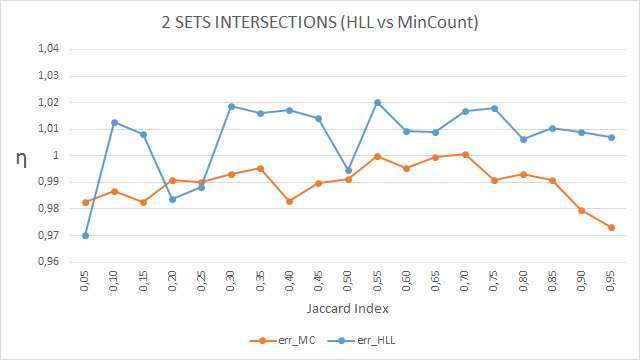 2 SETS INTERSECTIONS (HLL vs MinCount)
1,04
1,03
1,02
1,01
1
0,99
0,98
0,97
0,96
η
0,05 0,10 0,15 0,20 0,25 0,30 0,35 0,40 0,45 0,50 0,55 0,60 0,65 0,70 0,75 0,80 0,85 0,90 0,95
Jaccard Index
err_MC err_HLL